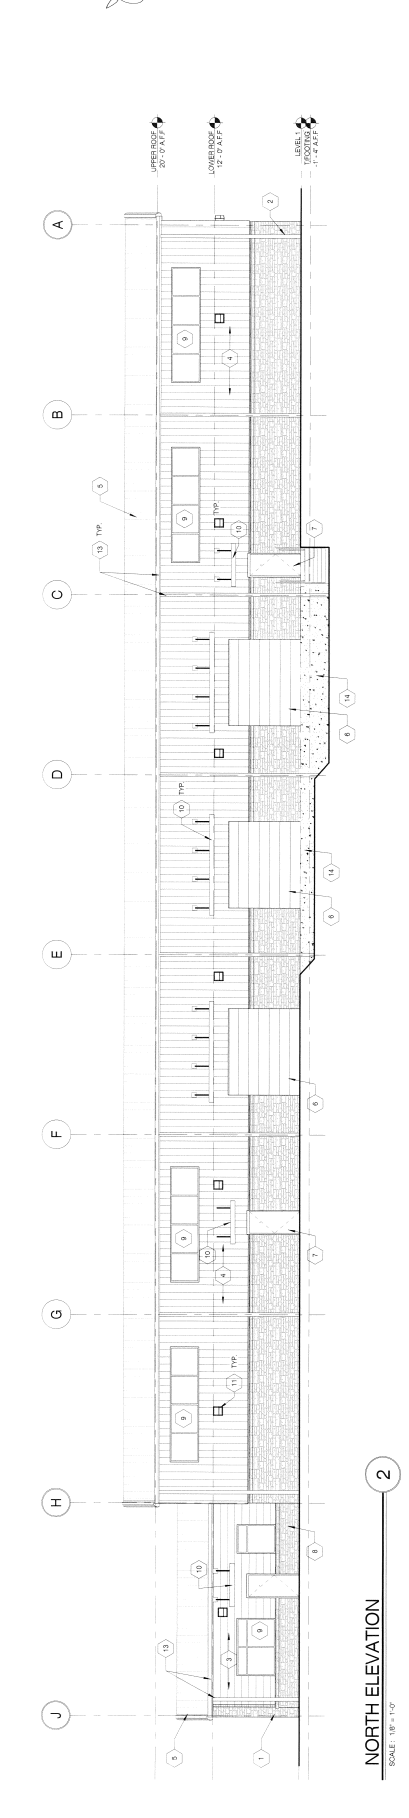 J
H
G
F
E
D
C
B
A
UPPER ROOF
20' - 0" A.F.F.
LOWER ROOF
12' - 0" A.F.F.
LEVEL 1
T/FOOTING
-1' - 4" A.F.F.
5
13
1
3
10
9
8
9
11
TYP.
9
10
4
7
6
10
TYP.
6
14
6
14
13
TYP.
5
9
TYP.
10
7
9
4
2
NORTH ELEVATION
2
SCALE : 1/8" = 1'-0"